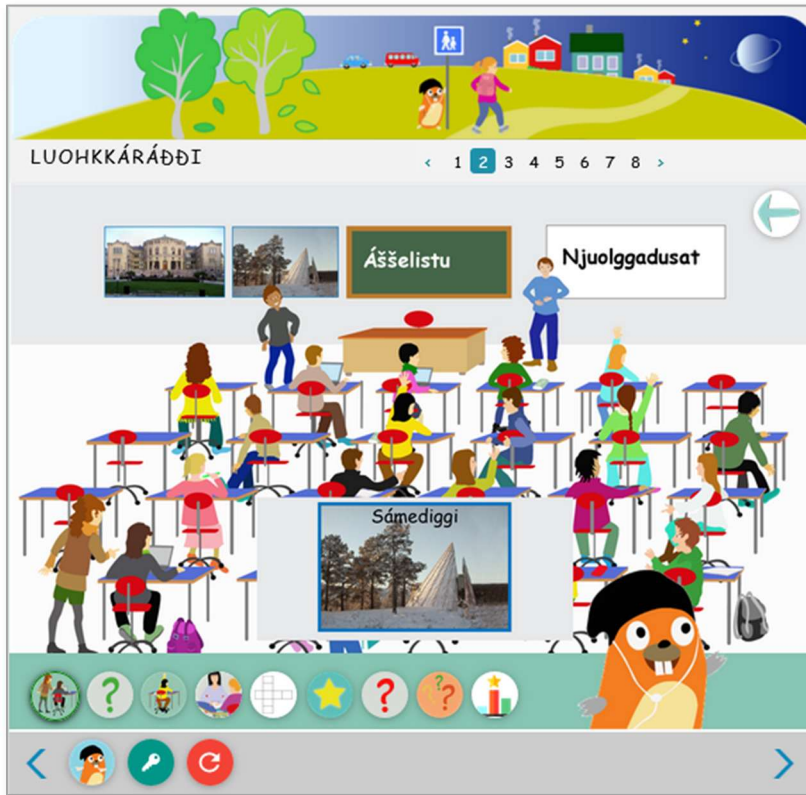 LUOHKKÁRÁĐĐI
‹ 1 2 3 4 5 6 7 8 ›
Áššelistu
Njuolggadusat
Sámediggi